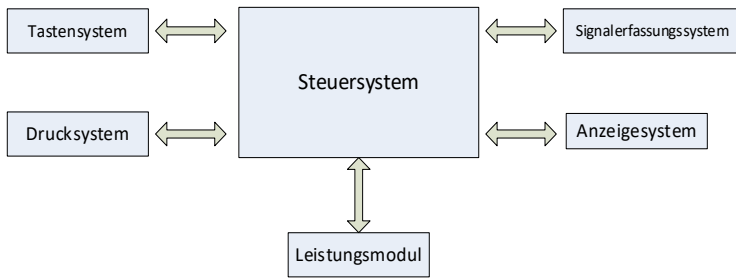 Tastensystem
Signalerfassungssystem
Steuersystem
Drucksystem
Anzeigesystem
Leistungsmodul